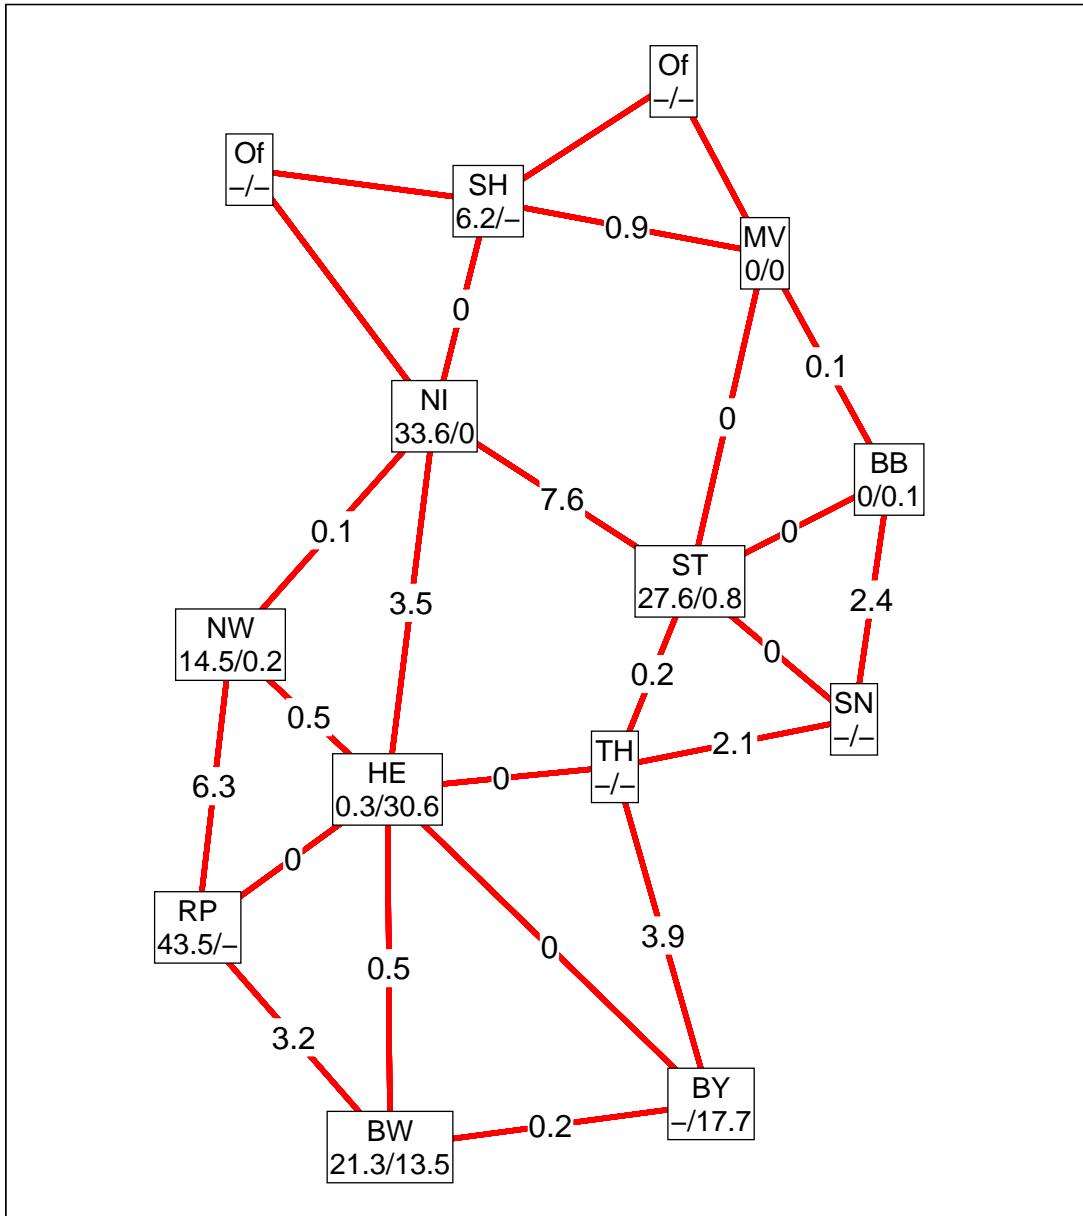 Of
–/–
Of
–/–
SH
6.2/–
0.9
MV
0/0
0
0.1
NI
33.6/0
0
BB
0/0.1
7.6
0.1
0
ST
27.6/0.8
3.5
2.4
NW
14.5/0.2
0
0.2
SN
–/–
0.5
TH
–/–
2.1
HE
0.3/30.6
0
6.3
0
RP
43.5/–
3.9
0
0.5
3.2
BY
–/17.7
0.2
BW
21.3/13.5